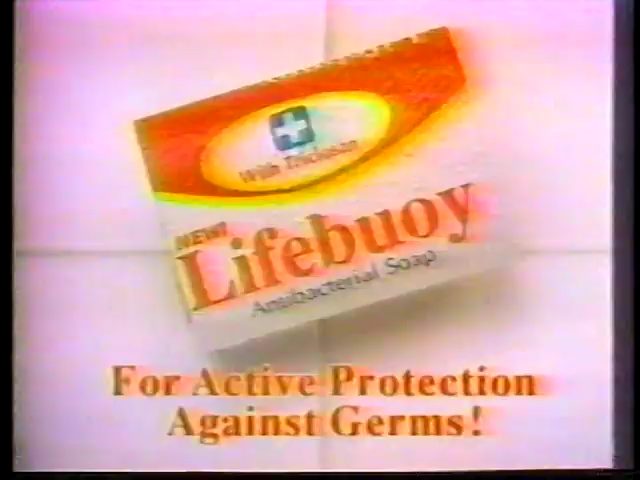 With Triclosan
NEW!
Lifebuoy
Antibacterial Soap
For Active Protection
Against Germs!